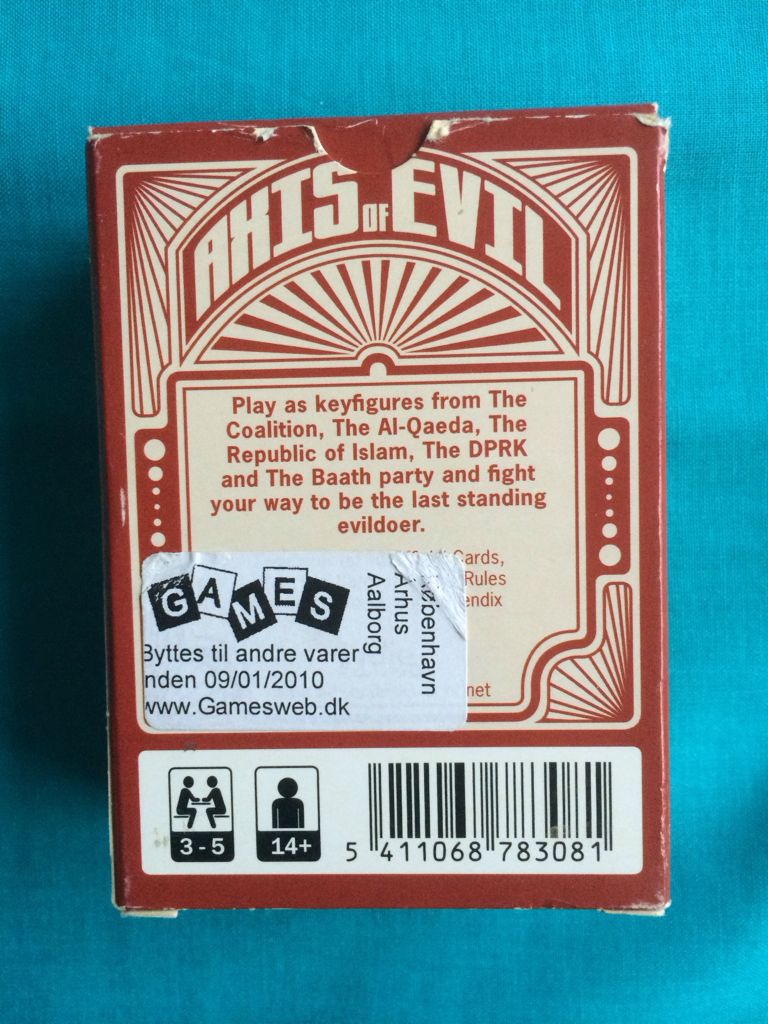 AXIS OF EVIL
Play as keyfigures from The
Coalition, The Al-Qaeda, The
Republic of Islam, The DPRK
and The Baath party and fight
your way to be the last standing
evildoer.
Cards,
Rules
GAMES
Byttes til andre varer
nden 09/01/2010
www.Gamesweb.dk
Aalborg
Århus
København
net
3-5
14+
5 411068 783081